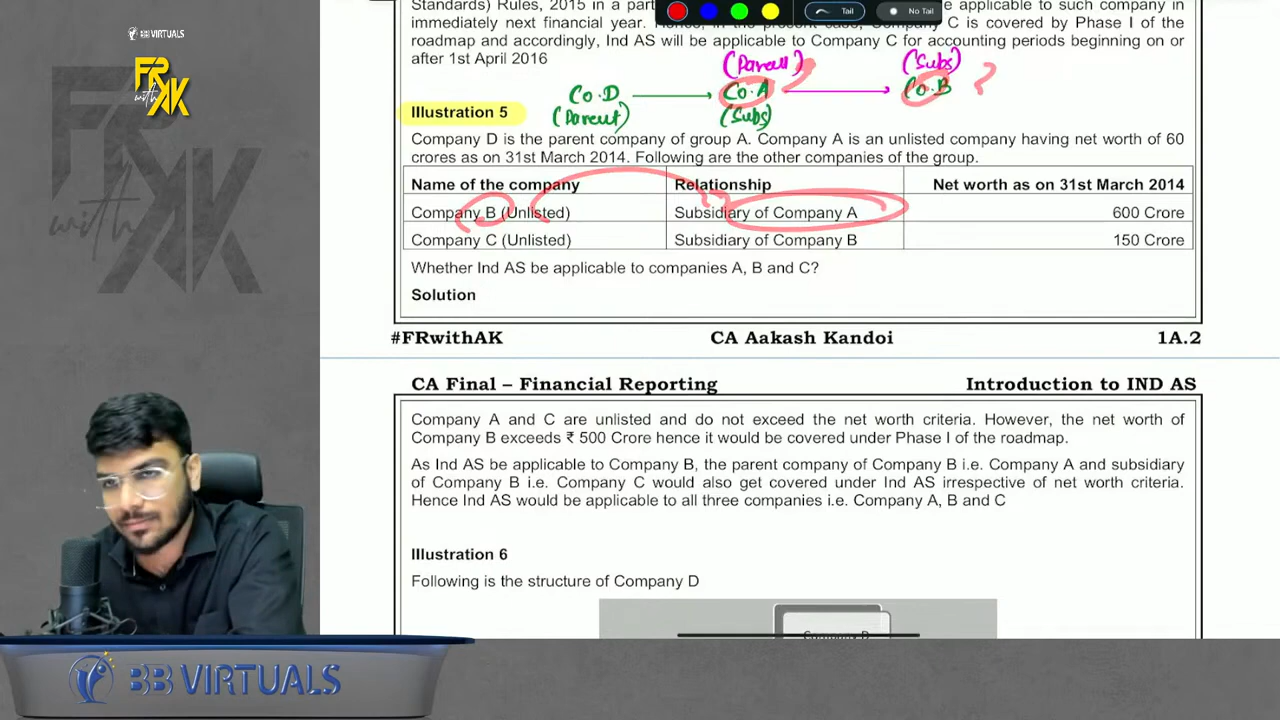 Standards) Rules, 2015 in a part
e applicable to such company in
immediately next financial year.
C is covered by Phase I of the
roadmap and accordingly, Ind AS will be applicable to Company C for accounting periods beginning on or
after 1st April 2016
Tail
No Tail
BB VIRTUALS
FR with AK
(Parent)
(Subs)
Co. D
Co. A
Co. B
?
(Parent)
(Subs)
Illustration 5
Company D is the parent company of group A. Company A is an unlisted company having net worth of 60
crores as on 31st March 2014. Following are the other companies of the group.
Name of the company Relationship Net worth as on 31st March 2014
Company B (Unlisted) Subsidiary of Company A 600 Crore
Company C (Unlisted) Subsidiary of Company B 150 Crore
Whether Ind AS be applicable to companies A, B and C?
Solution
#FRwithAK CA Aakash Kandoi 1A.2
CA Final – Financial Reporting Introduction to IND AS
Company A and C are unlisted and do not exceed the net worth criteria. However, the net worth of
Company B exceeds ₹ 500 Crore hence it would be covered under Phase I of the roadmap.
As Ind AS be applicable to Company B, the parent company of Company B i.e. Company A and subsidiary
of Company B i.e. Company C would also get covered under Ind AS irrespective of net worth criteria.
Hence Ind AS would be applicable to all three companies i.e. Company A, B and C
Illustration 6
Following is the structure of Company D
BB VIRTUALS